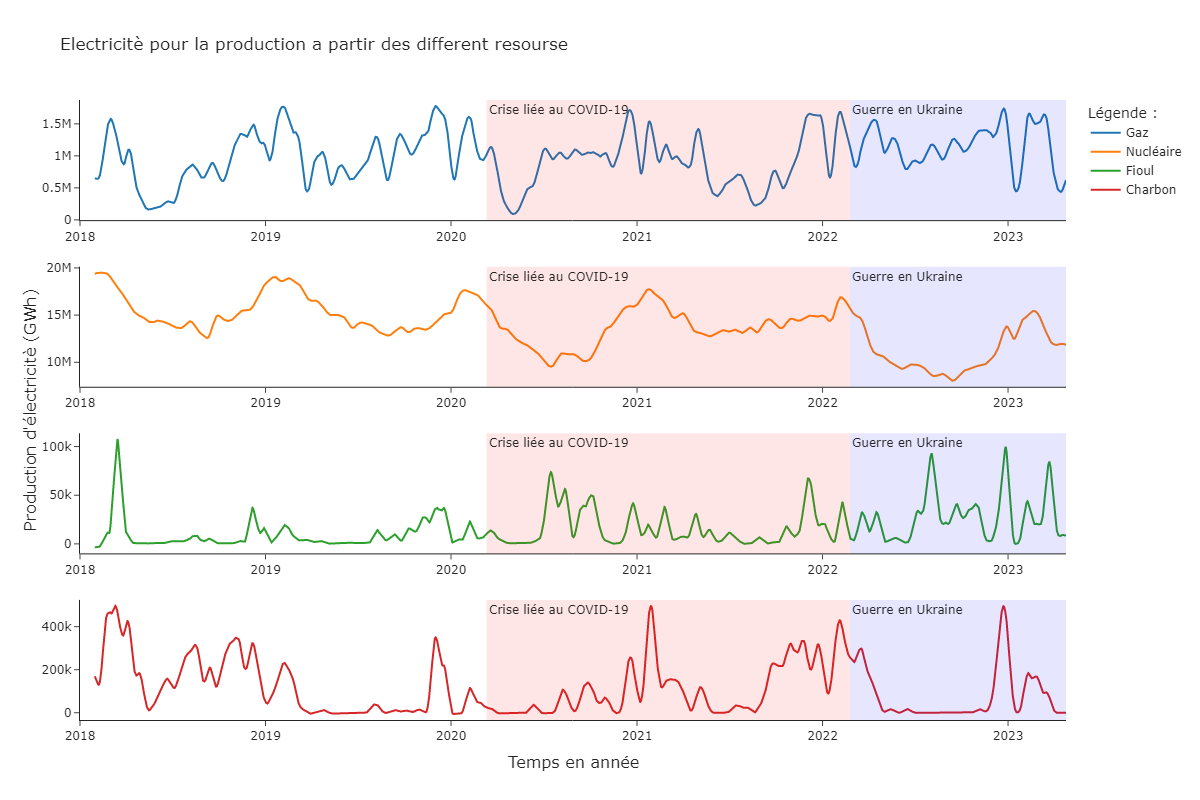 Electricitè pour la production a partir des different resourse
Crise liée au COVID-19
Guerre en Ukraine
Légende :
Gaz
Nucléaire
Fioul
Charbon
1.5M
1M
0.5M
0
2018 2019 2020 2021 2022 2023
Crise liée au COVID-19
Guerre en Ukraine
20M
15M
10M
2018 2019 2020 2021 2022 2023
Production d'électricitè (GWh)
Crise liée au COVID-19
Guerre en Ukraine
100k
50k
0
2018 2019 2020 2021 2022 2023
Crise liée au COVID-19
Guerre en Ukraine
400k
200k
0
2018 2019 2020 2021 2022 2023
Temps en année